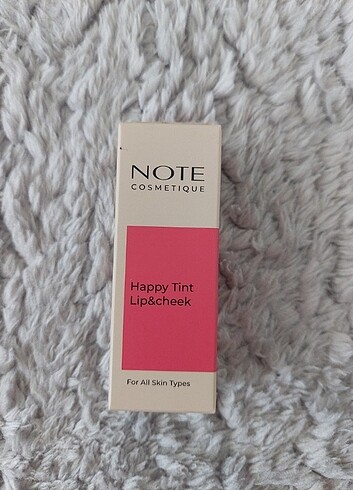 NOTE
COSMETIQUE
Happy Tint
Lip&cheek
For All Skin Types